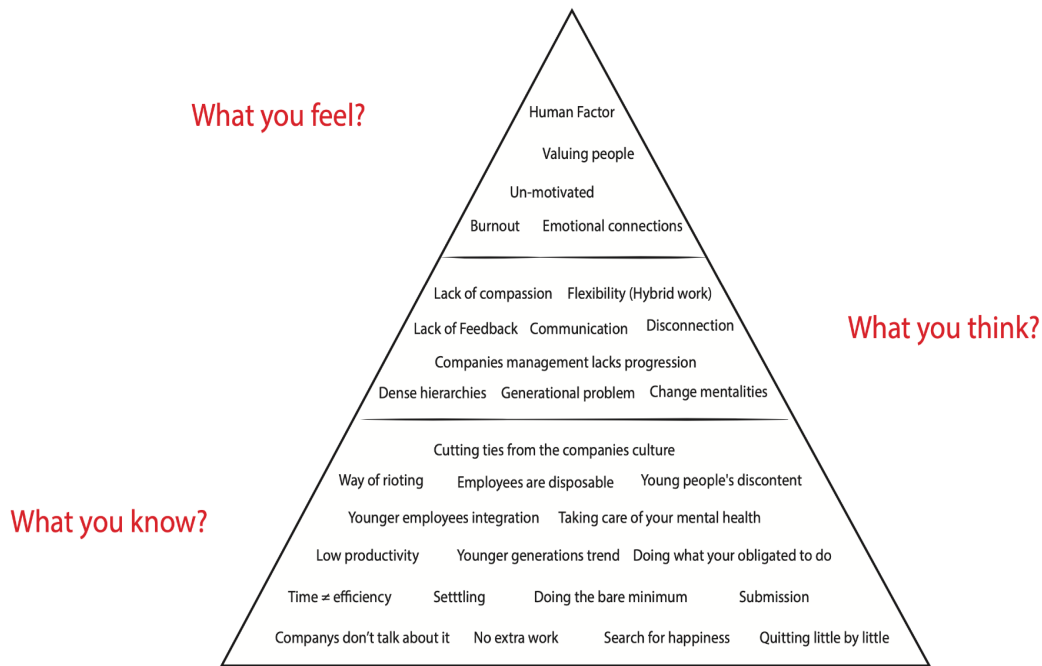 What you feel?
Human Factor
Valuing people
Un-motivated
Burnout Emotional connections
What you think?
Lack of compassion Flexibility (Hybrid work)
Lack of Feedback Communication Disconnection
Companies management lacks progression
Dense hierarchies Generational problem Change mentalities
What you know?
Cutting ties from the companies culture
Way of rioting Employees are disposable Young people's discontent
Younger employees integration Taking care of your mental health
Low productivity Younger generations trend Doing what your obligated to do
Time ≠ efficiency Setttling Doing the bare minimum Submission
Companys don't talk about it No extra work Search for happiness Quitting little by little